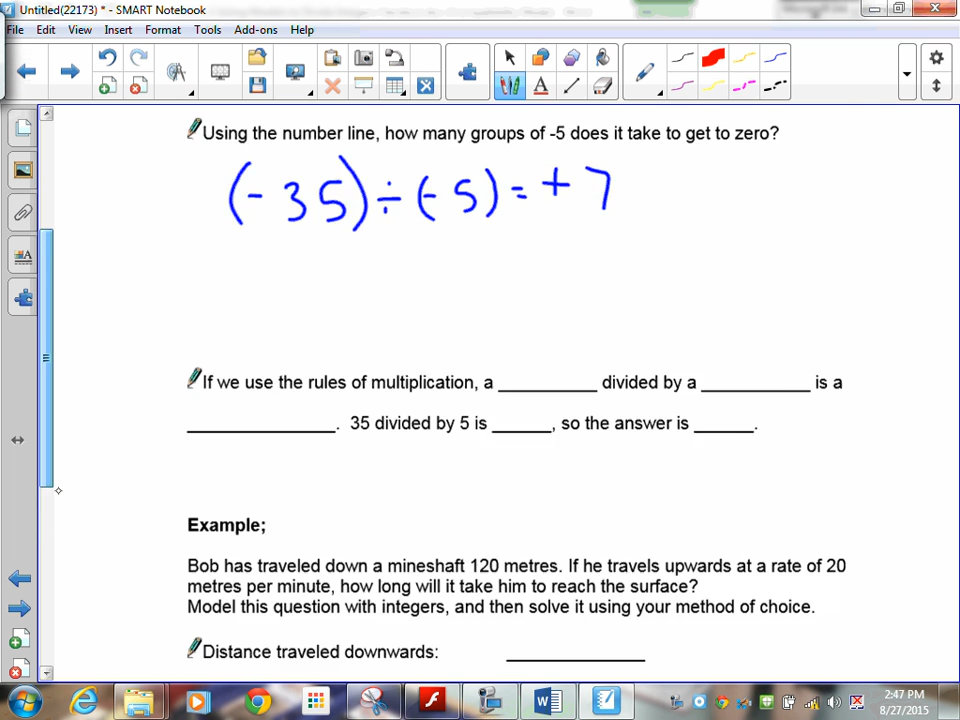 Untitled(22173) * - SMART Notebook
File Edit View Insert Format Tools Add-ons Help
Using the number line, how many groups of -5 does it take to get to zero?
(- 35) ÷ (- 5) = + 7
If we use the rules of multiplication, a __________ divided by a ___________ is a
_______________. 35 divided by 5 is ______, so the answer is ______.
Example;
Bob has traveled down a mineshaft 120 metres. If he travels upwards at a rate of 20
metres per minute, how long will it take him to reach the surface?
Model this question with integers, and then solve it using your method of choice.
Distance traveled downwards: ______________
2:47 PM
8/27/2015